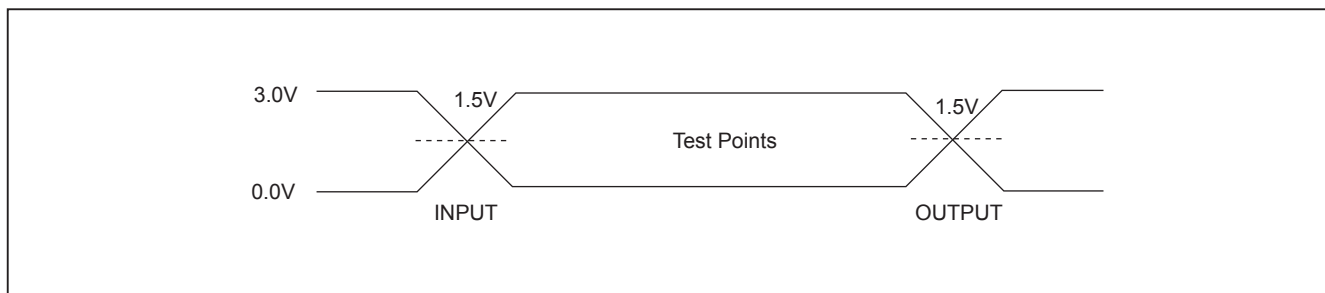 3.0V
1.5V
1.5V
Test Points
0.0V
INPUT
OUTPUT